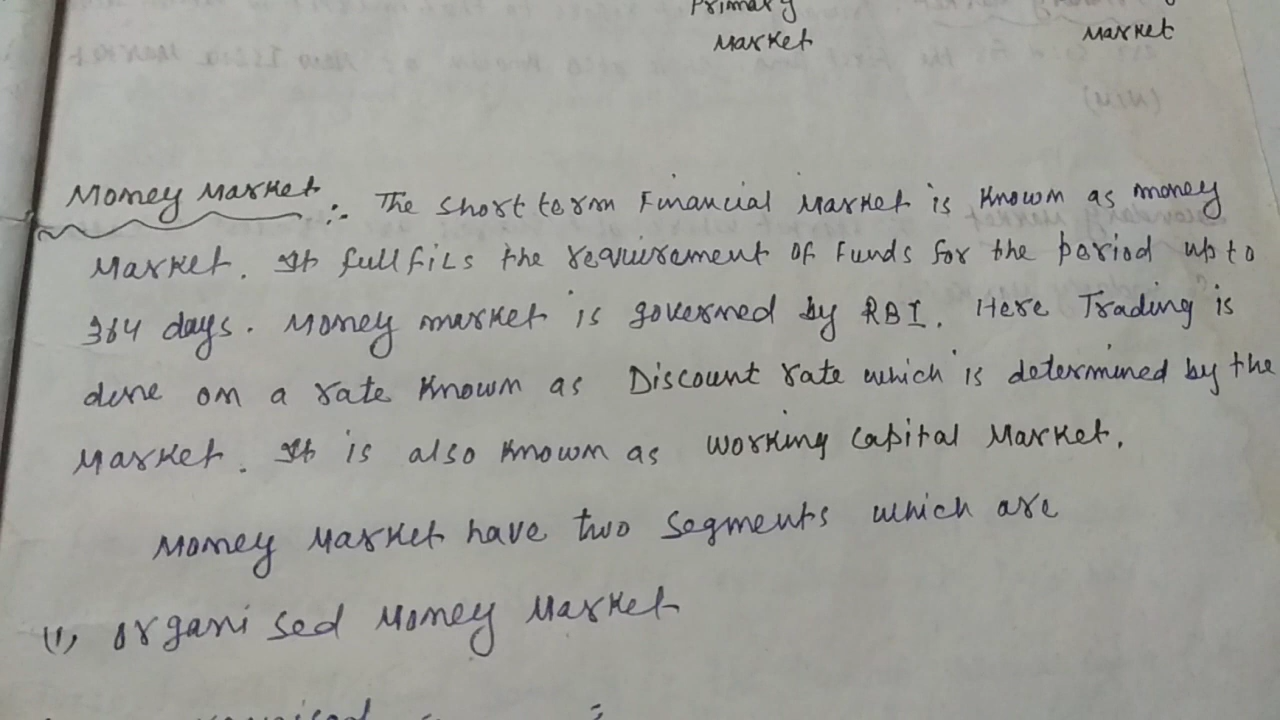 Primary
Market Market
Money Market :- The short term Financial Market is known as money
Market. It fullfils the requirement of Funds for the period upto
364 days. Money market is governed by RBI. Here Trading is
done on a rate known as Discount rate which is determined by the
Market. It is also known as working capital Market.
Money Market have two segments which are
(1), organised Money Market